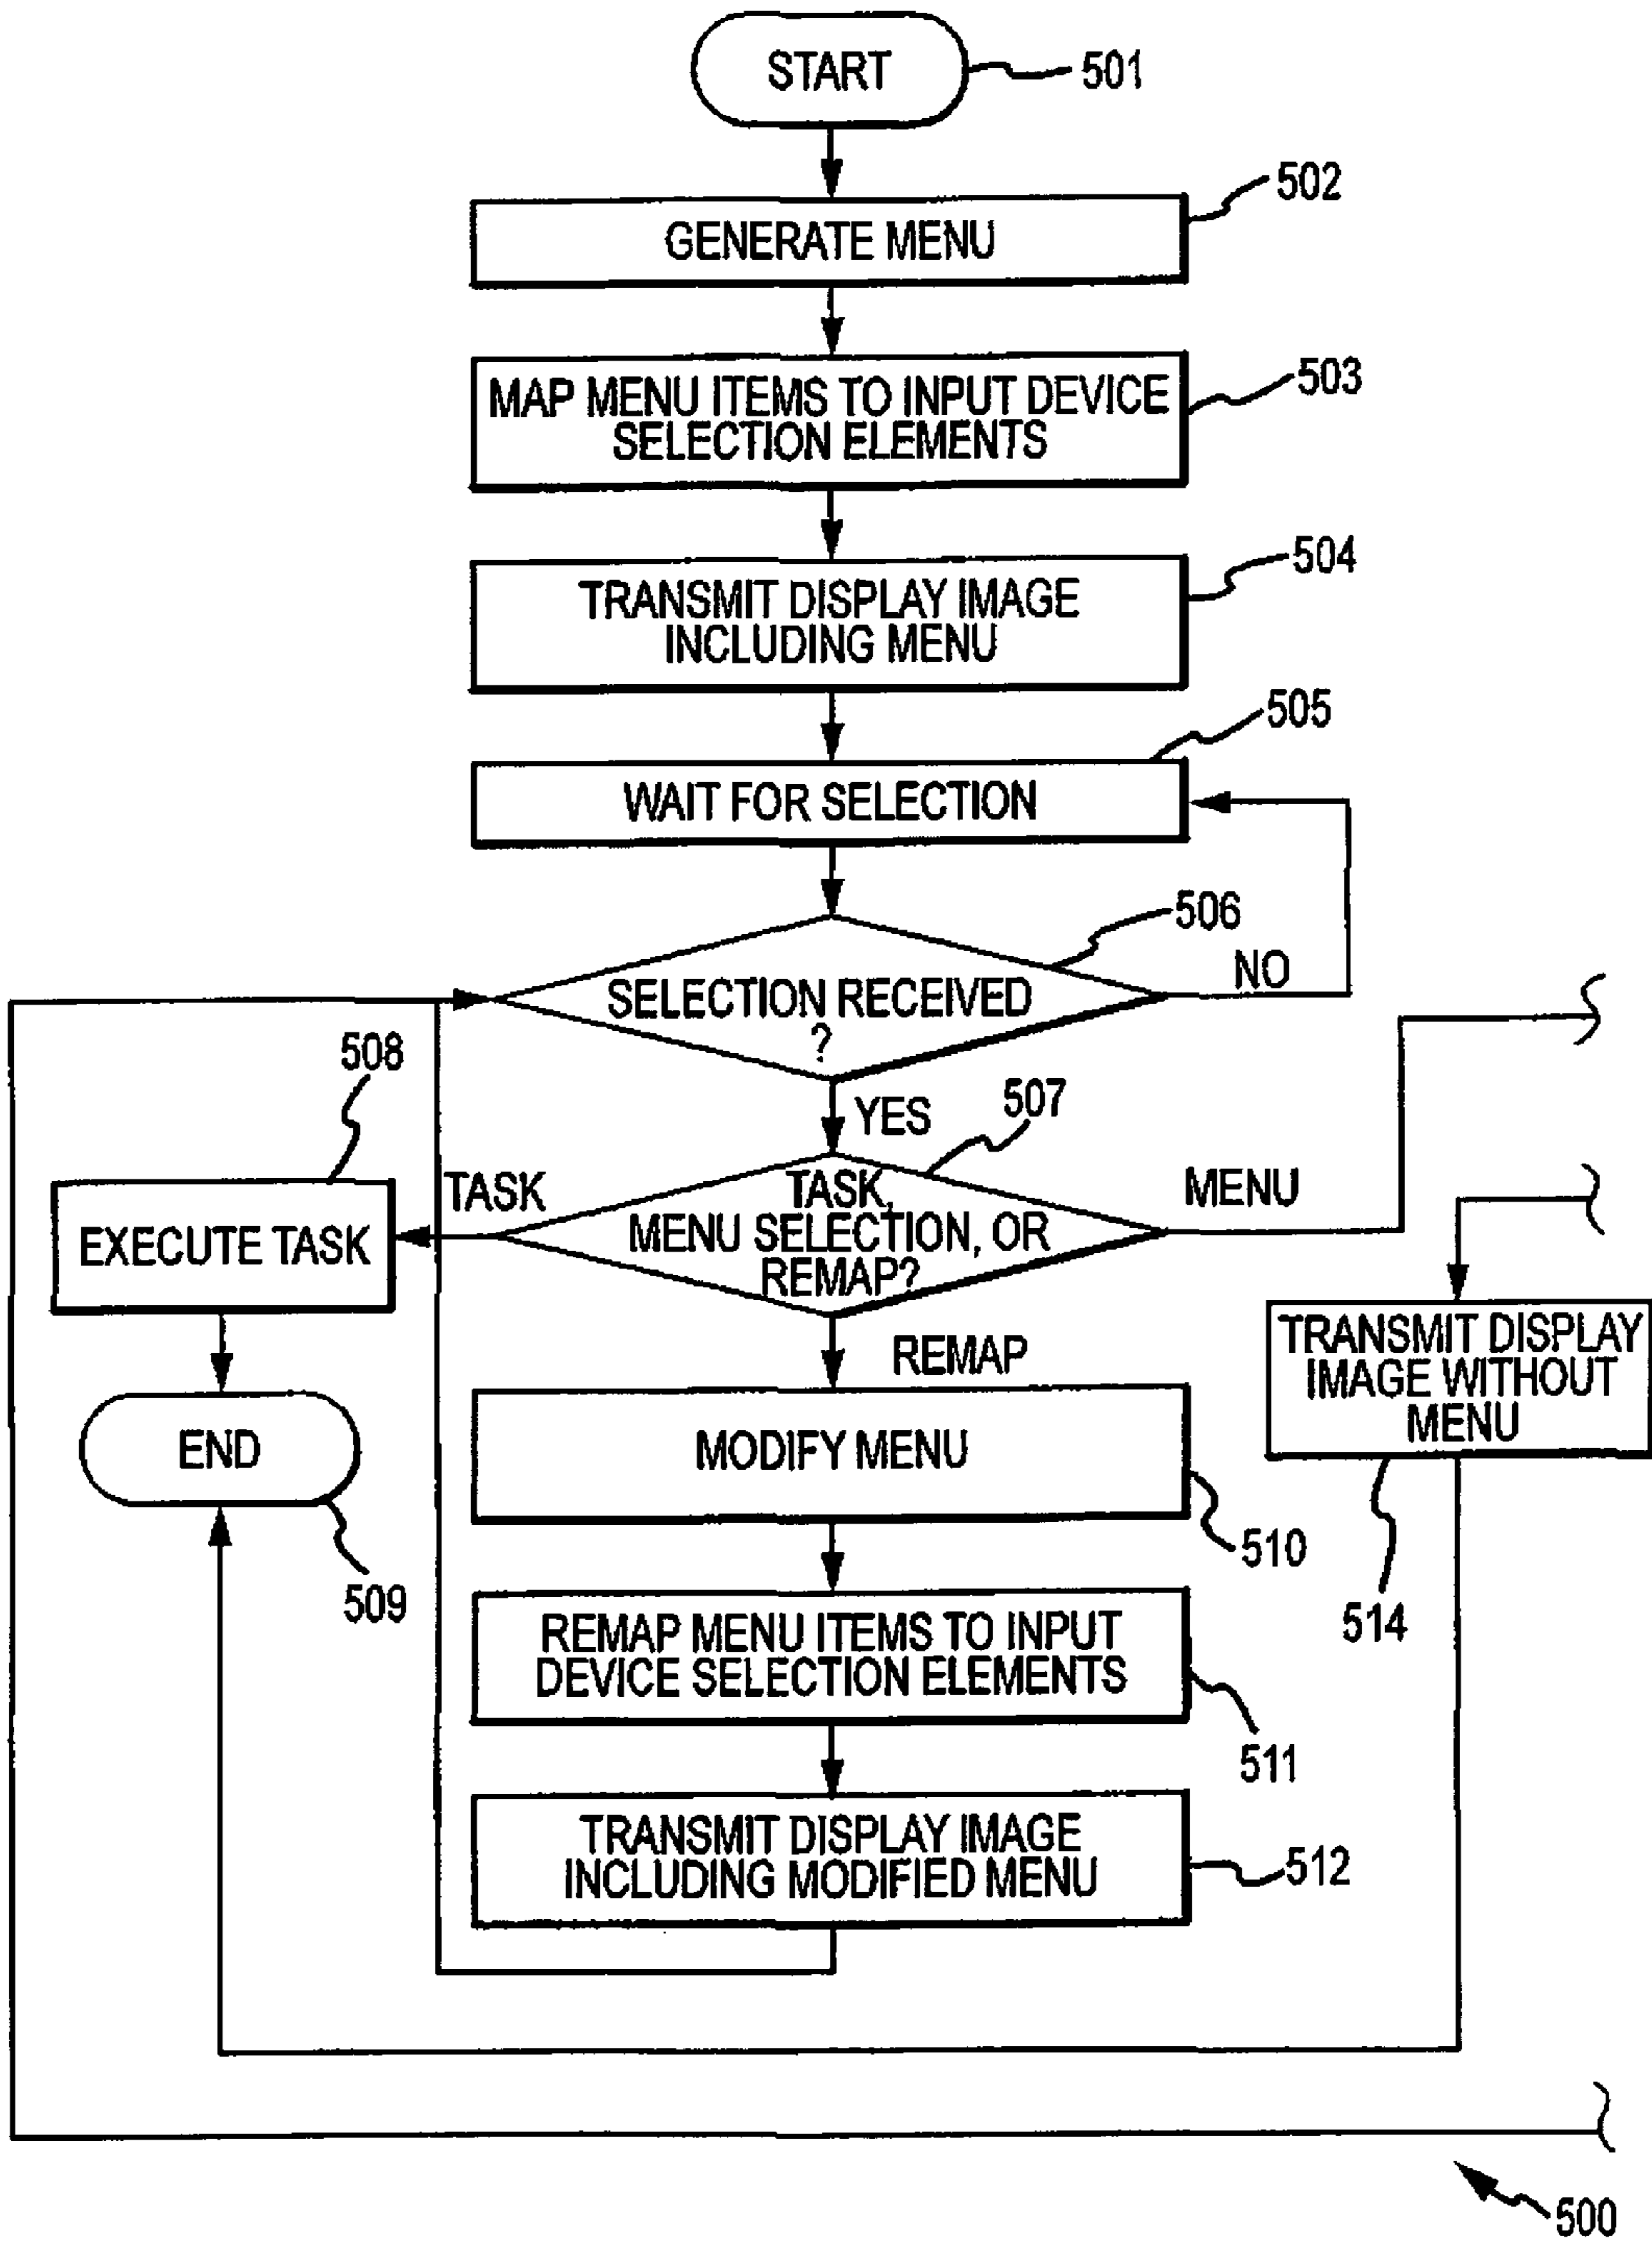 START
501
502
GENERATE MENU
503
MAP MENU ITEMS TO INPUT DEVICE
SELECTION ELEMENTS
504
TRANSMIT DISPLAY IMAGE
INCLUDING MENU
505
WAIT FOR SELECTION
506
NO
SELECTION RECEIVED
?
508
YES
507
TASK
TASK,
MENU SELECTION, OR
REMAP?
MENU
EXECUTE TASK
REMAP
TRANSMIT DISPLAY
IMAGE WITHOUT
MENU
END
MODIFY MENU
510
509
514
REMAP MENU ITEMS TO INPUT
DEVICE SELECTION ELEMENTS
511
TRANSMIT DISPLAY IMAGE
INCLUDING MODIFIED MENU
512
500